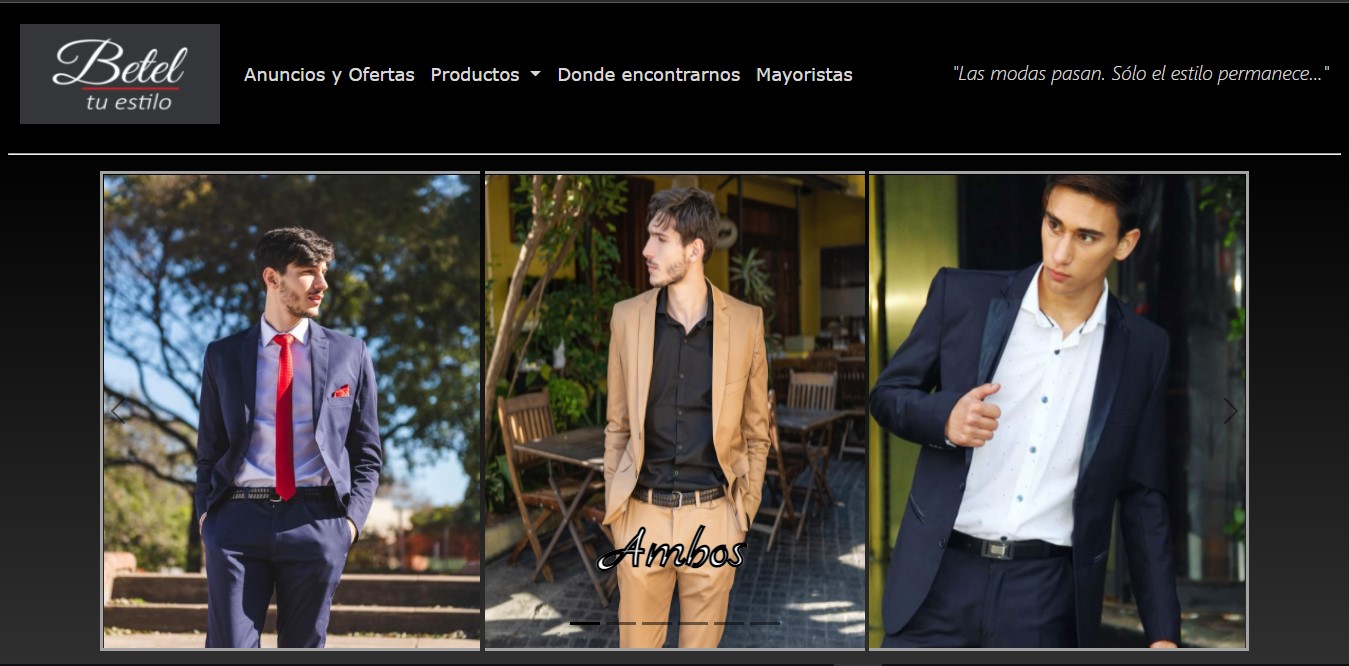 Betel
tu estilo
Anuncios y Ofertas Productos Donde encontrarnos Mayoristas
"Las modas pasan. Sólo el estilo permanece..."
Ambos